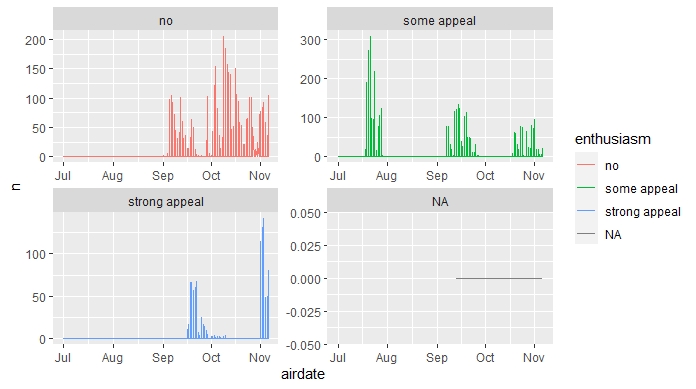 no
some appeal
200
150
100
50
0
300
200
100
0
Jul Aug Sep Oct Nov
Jul Aug Sep Oct Nov
strong appeal
NA
100
50
0
0.050
0.025
0.000
-0.025
-0.050
Jul Aug Sep Oct Nov
Jul Aug Sep Oct Nov
n
airdate
enthusiasm
no
some appeal
strong appeal
NA